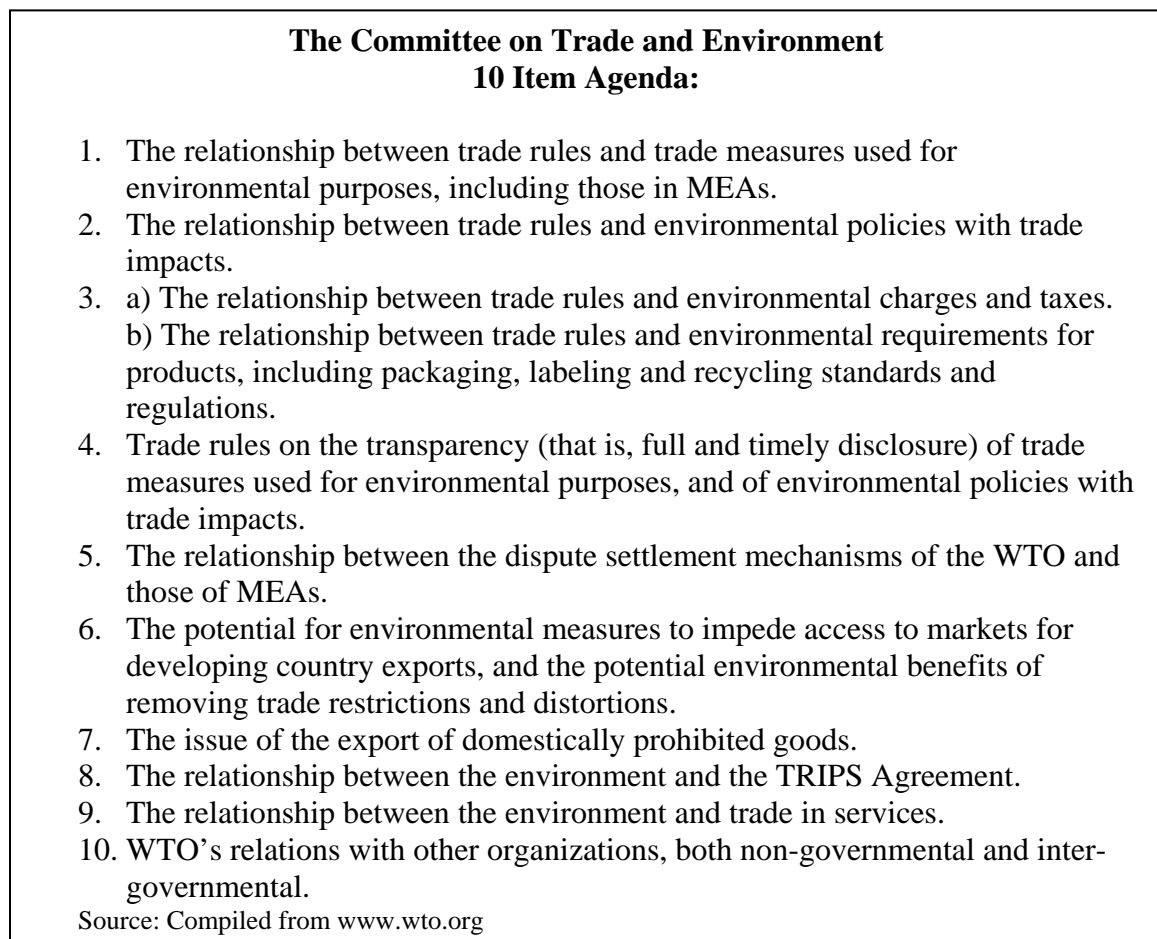 The Committee on Trade and Environment
10 Item Agenda:
1. The relationship between trade rules and trade measures used for
environmental purposes, including those in MEAs.
2. The relationship between trade rules and environmental policies with trade
impacts.
3. a) The relationship between trade rules and environmental charges and taxes.
b) The relationship between trade rules and environmental requirements for
products, including packaging, labeling and recycling standards and
regulations.
4. Trade rules on the transparency (that is, full and timely disclosure) of trade
measures used for environmental purposes, and of environmental policies with
trade impacts.
5. The relationship between the dispute settlement mechanisms of the WTO and
those of MEAs.
6. The potential for environmental measures to impede access to markets for
developing country exports, and the potential environmental benefits of
removing trade restrictions and distortions.
7. The issue of the export of domestically prohibited goods.
8. The relationship between the environment and the TRIPS Agreement.
9. The relationship between the environment and trade in services.
10. WTO’s relations with other organizations, both non-governmental and inter-
governmental.
Source: Compiled from www.wto.org